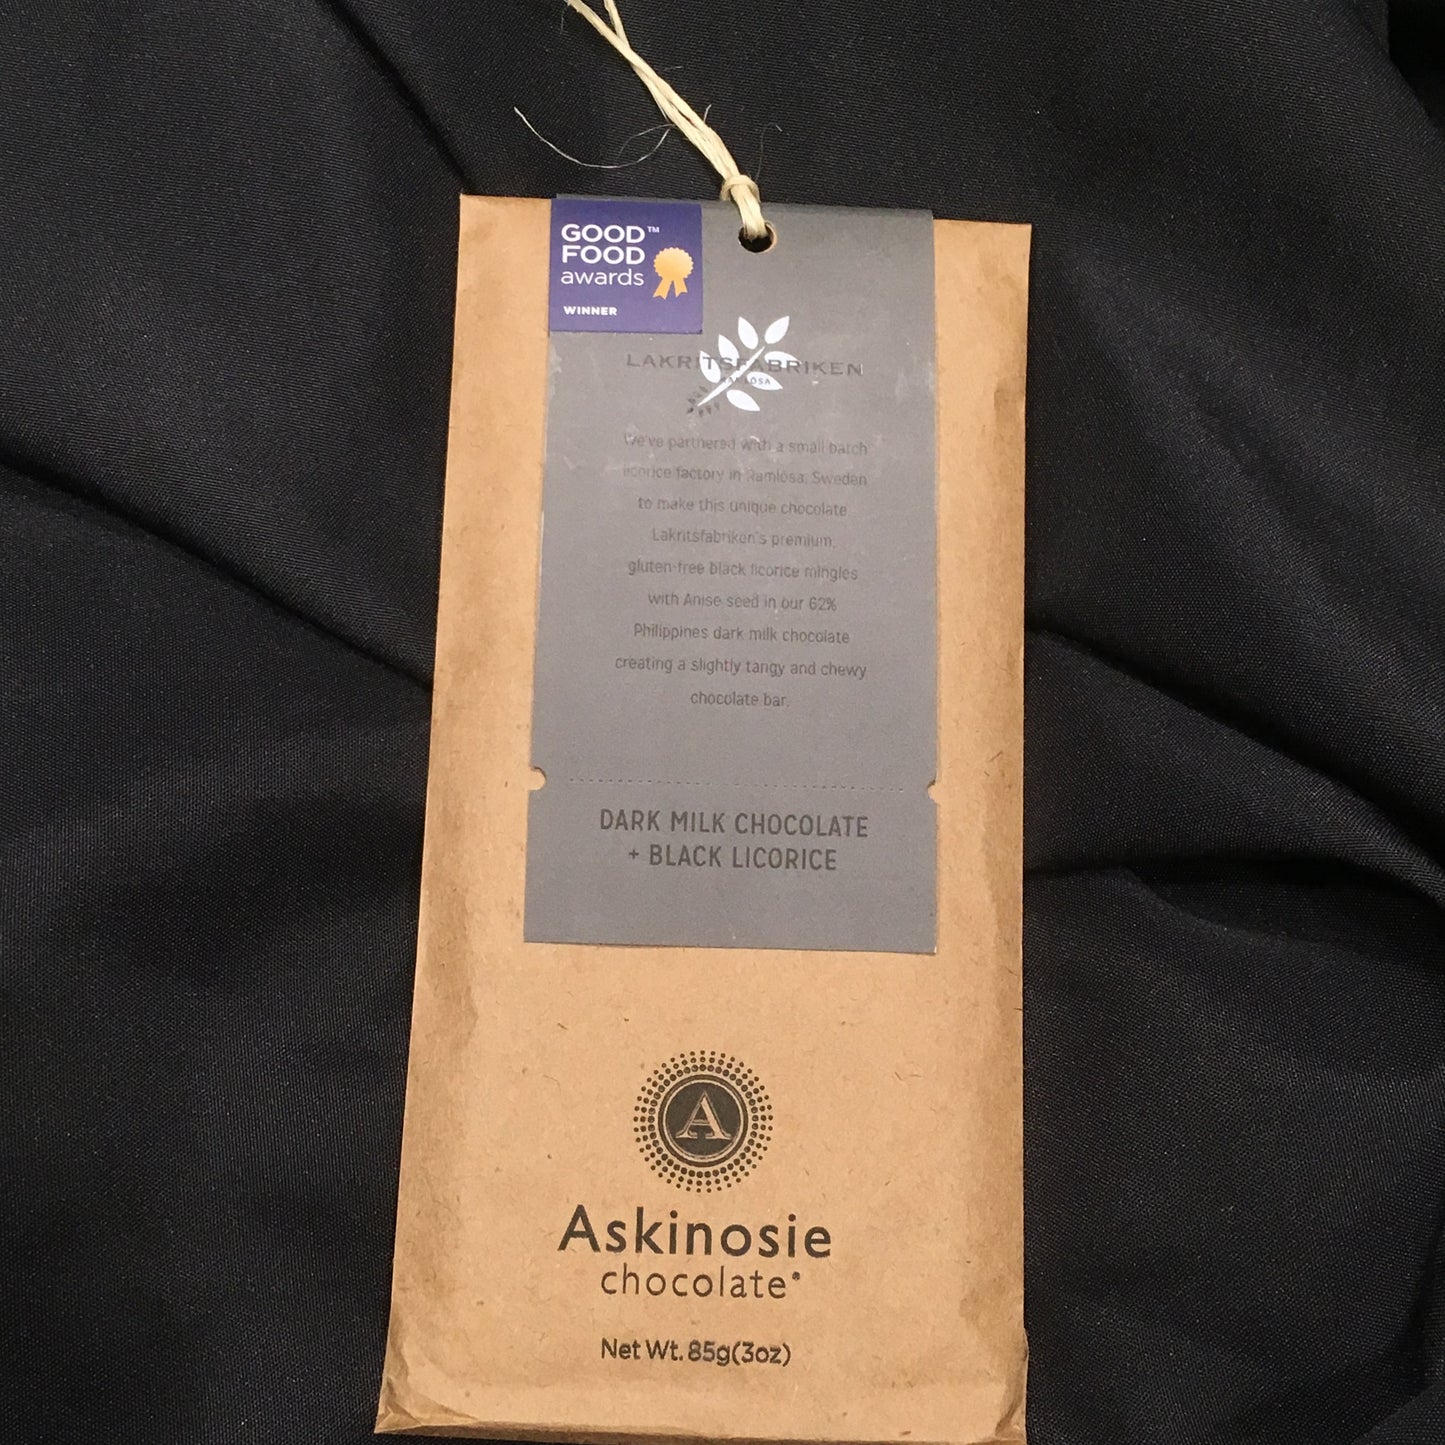 GOOD™
FOOD
awards
WINNER
LAKRITSFABRIKEN
RAMLÖSA
We've partnered with a small batch
licorice factory in Ramlösa, Sweden
to make this unique chocolate
Lakritsfabriken's premium,
gluten-free black licorice mingles
with Anise seed in our 62%
Philippines dark milk chocolate
creating a slightly tangy and chewy
chocolate bar.
DARK MILK CHOCOLATE
+ BLACK LICORICE
A
Askinosie
chocolate®
Net Wt. 85g(3oz)